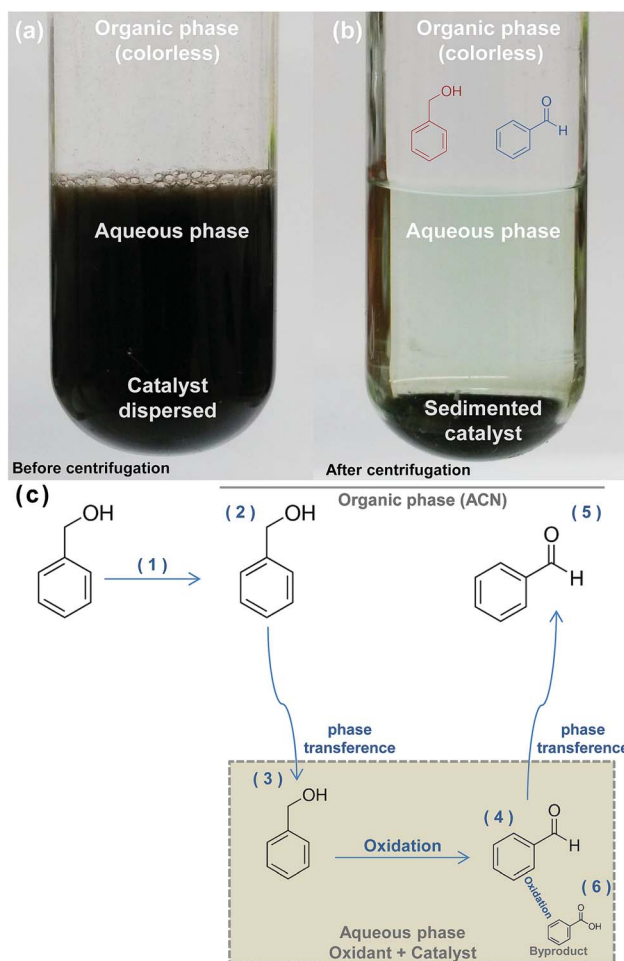 (a)
Organic phase
(colorless)
Aqueous phase
Catalyst
dispersed
Before centrifugation
(b)
Organic phase
(colorless)
OH
O
H
Aqueous phase
Sedimented
catalyst
After centrifugation
(c)
Organic phase (ACN)
OH
( 1 )
( 2 )
OH
( 5 )
O
H
phase
transference
phase
transference
( 3 )
OH
Oxidation
( 4 )
O
H
Oxidation
( 6 )
O
OH
Byproduct
Aqueous phase
Oxidant + Catalyst